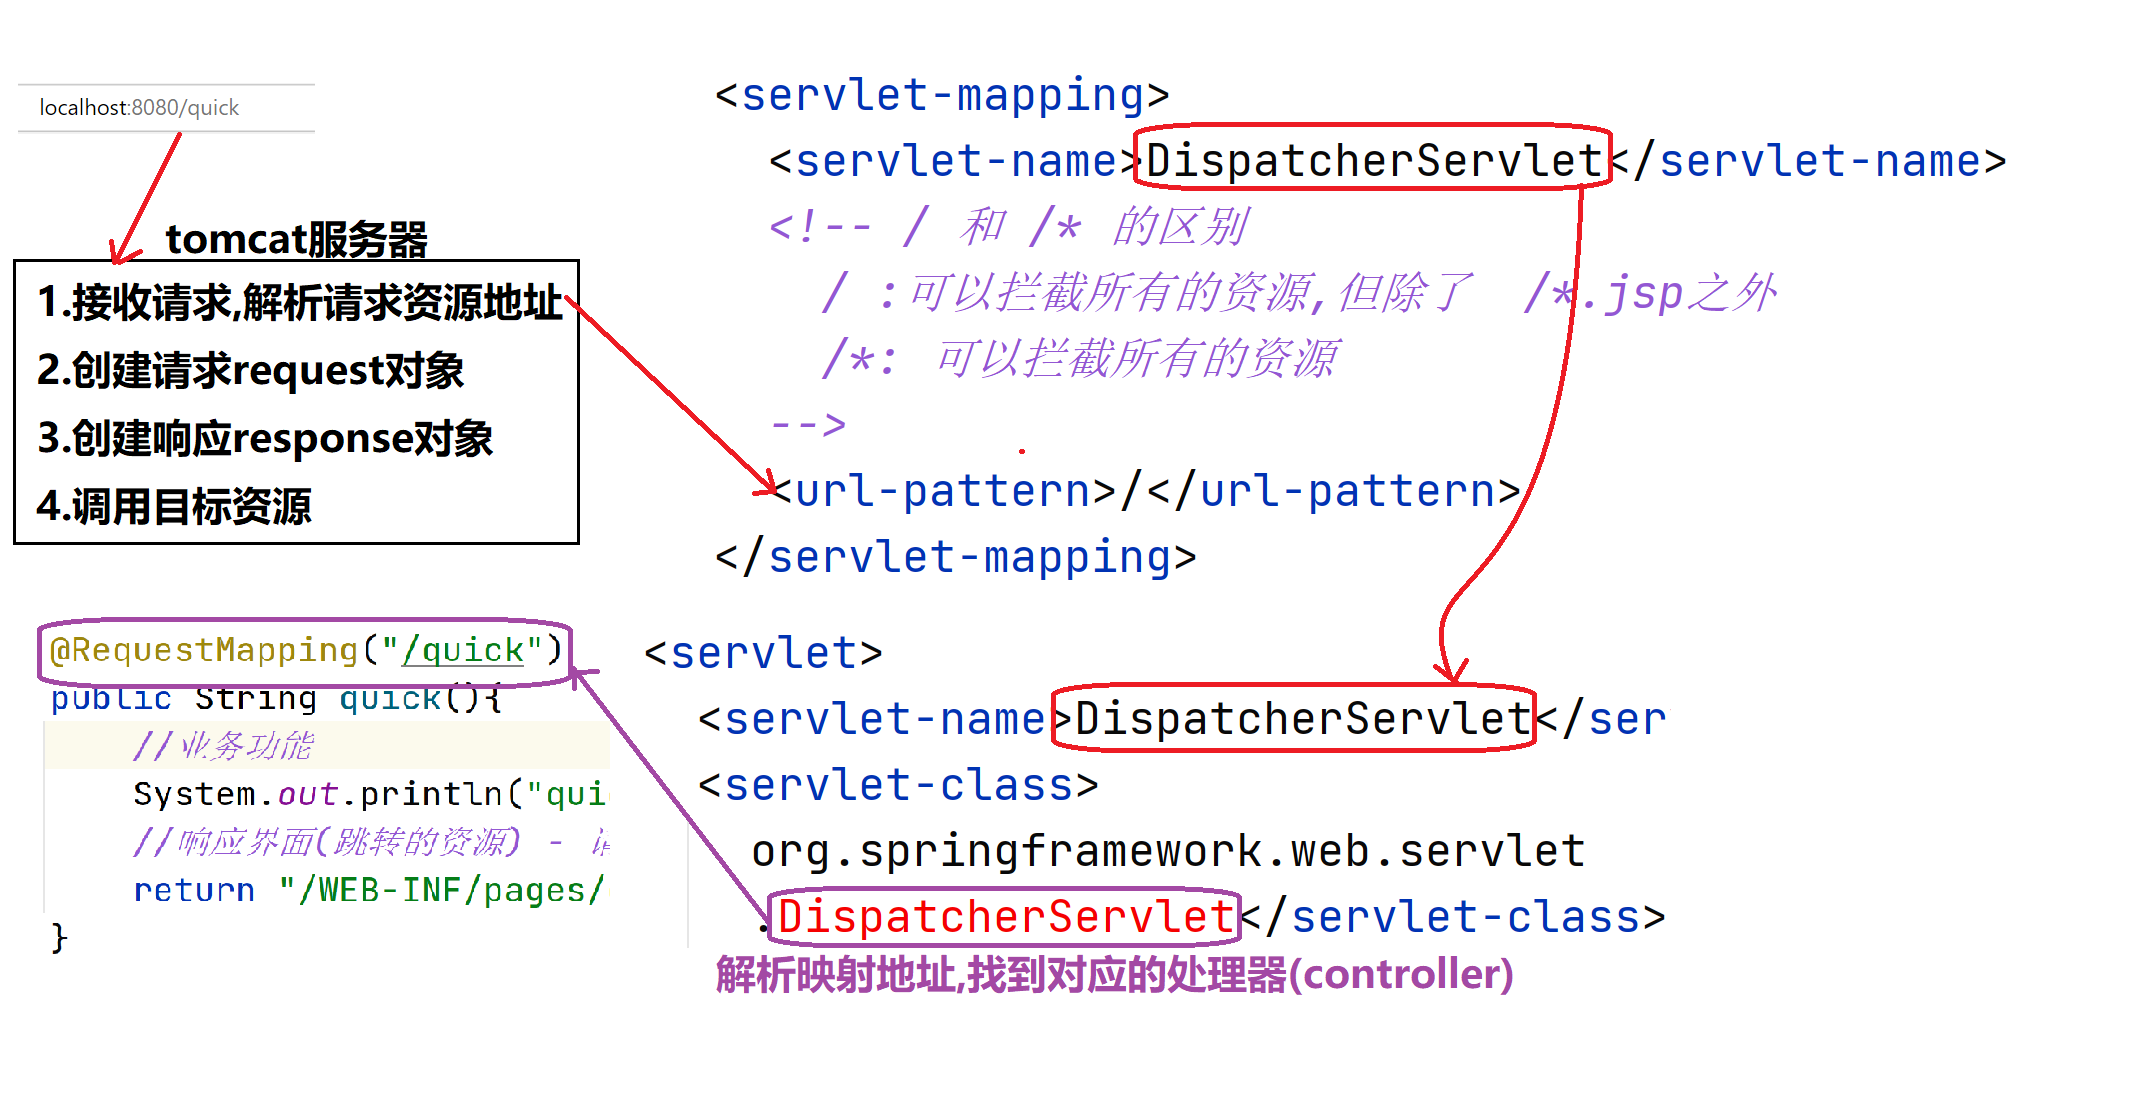 localhost:8080/quick
tomcat服务器
1.接收请求,解析请求资源地址
2.创建请求request对象
3.创建响应response对象
4.调用目标资源
<servlet-mapping>
<servlet-name>DispatcherServlet</servlet-name>
<!-- / 和 /* 的区别
/ :可以拦截所有的资源,但除了 /*.jsp之外
/*: 可以拦截所有的资源
-->
<url-pattern>/</url-pattern>
</servlet-mapping>
@RequestMapping("/quick")
public String quick(){
//业务功能
System.out.println("qui
//响应界面(跳转的资源) -
return "/WEB-INF/pages/
}
<servlet>
<servlet-name>DispatcherServlet</ser
<servlet-class>
org.springframework.web.servlet
.DispatcherServlet</servlet-class>
解析映射地址,找到对应的处理器(controller)